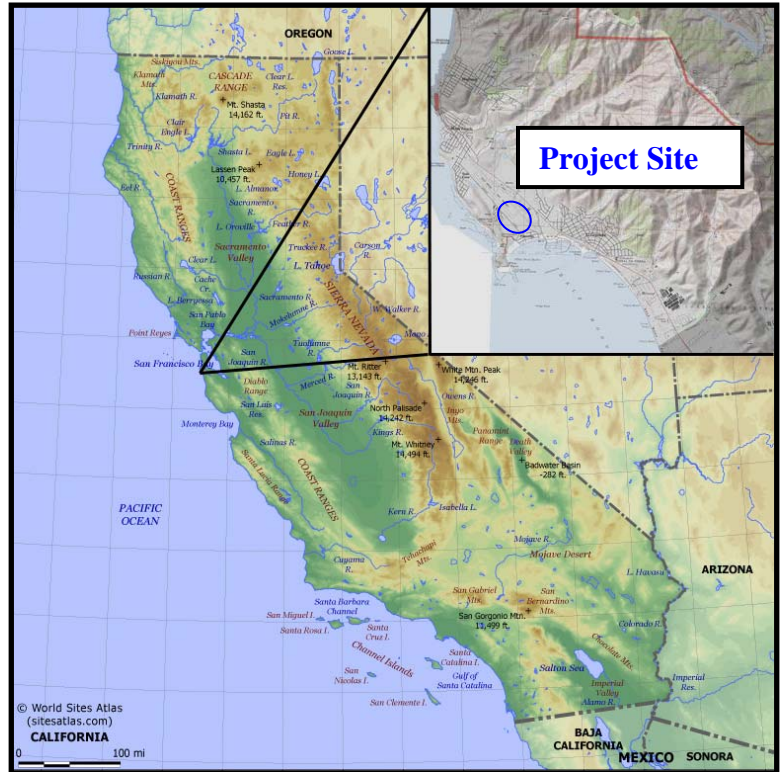 OREGON
Goose L.
Siskiyou Mts.
Klamath
Mts.
CASCADE
RANGE
Clear L.
Res.
Klamath R.
Mt. Shasta
14,162 ft.
Clair
Engle L.
Pit R.
Trinity R.
Shasta L.
Eagle L.
Lassen Peak
10,457 ft.
Honey L.
L. Almanor
Eel R.
COAST RANGES
Sacramento
R.
L. Oroville
Feather R.
Sacramento
Valley
Truckee R.
Carson
R.
L. Tahoe
Clear L.
Russian R.
Cache
Cr.
L. Berryessa
SIERRA NEVADA
Sacramento R.
W. Walker R.
San Pablo
Bay
Mokelumne R.
Mono
Point Reyes
Tuolumne
R.
San Francisco Bay
San
Joaquin R.
Mt. Ritter
13,143 ft.
White Mtn. Peak
14,246 ft.
Diablo
Range
Merced R.
San
Joaquin R.
Owens R.
San Luis
Res.
North Palisade
14,242 ft.
Inyo
Mts.
San Joaquin
Valley
Monterey Bay
Kings R.
Panamint
Range
Death
Valley
Salinas R.
Mt. Whitney
14,494 ft.
Badwater Basin
-282 ft.
Santa Lucia Range
COAST RANGES
PACIFIC
OCEAN
Kern R.
Isabella L.
Mojave R.
Mojave Desert
Cuyama
R.
Tehachapi
Mts.
ARIZONA
L. Havasu
San Gabriel
Mts.
San
Bernardino
Mts.
Santa Barbara
Channel
San Gorgonio Mtn.
11,499 ft.
San Miguel I.
Santa Rosa I.
Santa
Cruz I.
Colorado R.
Chocolate Mts.
Channel Islands
Santa
Catalina I.
Salton Sea
San
Nicolas I.
Gulf of
Santa Catalina
Imperial
Valley
Imperial
Res.
San Clemente I.
Alamo R.
© World Sites Atlas
(sitesatlas.com)
CALIFORNIA
0 100 mi
BAJA
CALIFORNIA
MEXICO
SONORA
Project Site